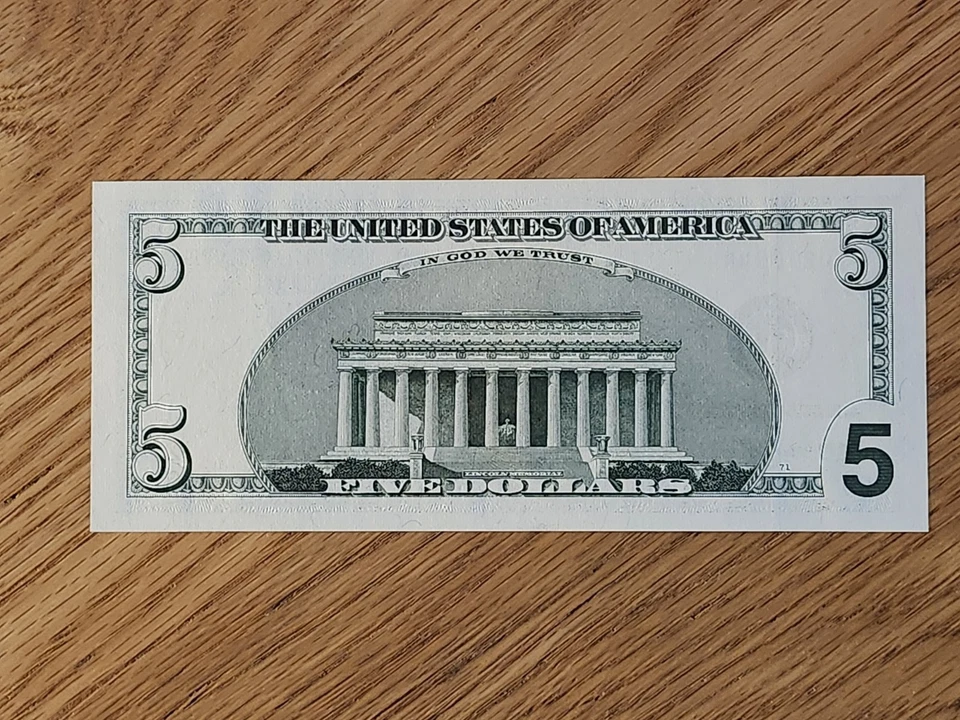 THE UNITED STATES OF AMERICA
5
5
IN GOD WE TRUST
5
LINCOLN MEMORIAL
71
FIVE DOLLARS
5